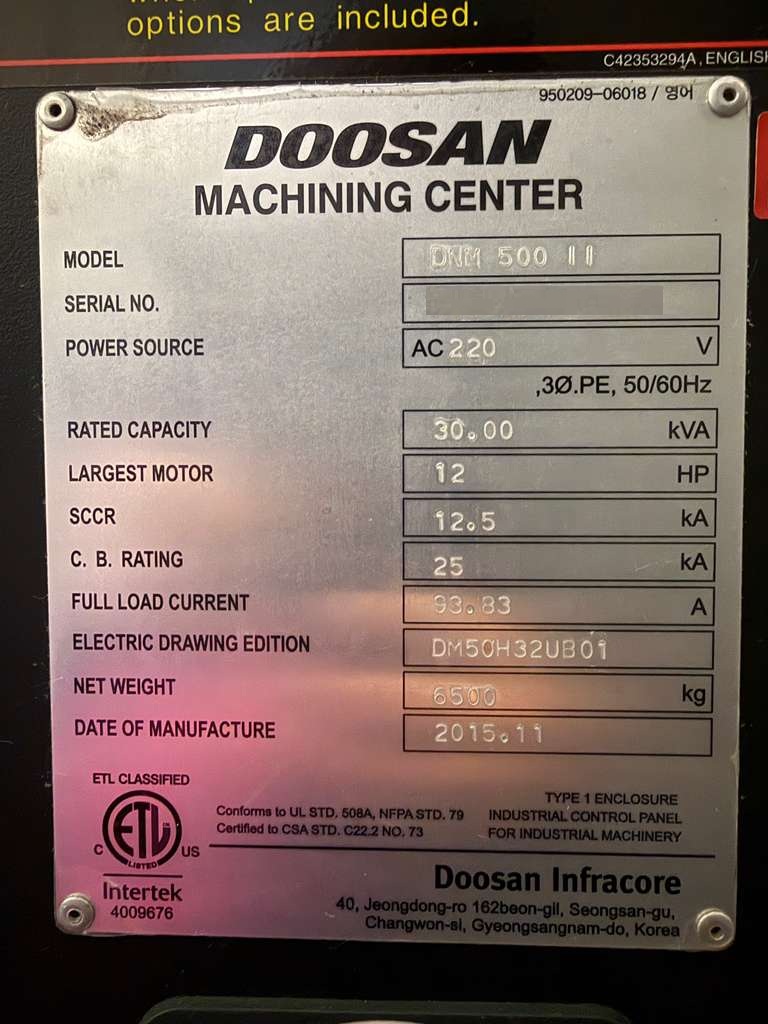 options are included.
C42353294A, ENGLISH
950209-06018 / 영어
DOOSAN
MACHINING CENTER
MODEL DNM 500 II
SERIAL NO.
POWER SOURCE AC 220 V
,3Ø.PE, 50/60Hz
RATED CAPACITY 30.00 kVA
LARGEST MOTOR 12 HP
SCCR 12.5 kA
C. B. RATING 25 kA
FULL LOAD CURRENT 93.83 A
ELECTRIC DRAWING EDITION DM50H32UB01
NET WEIGHT 6500 kg
DATE OF MANUFACTURE 2015.11
ETL CLASSIFIED
ETL
LISTED
C US
Intertek
4009676
Conforms to UL STD. 508A, NFPA STD. 79
Certified to CSA STD. C22.2 NO. 73
TYPE 1 ENCLOSURE
INDUSTRIAL CONTROL PANEL
FOR INDUSTRIAL MACHINERY
Doosan Infracore
40, Jeongdong-ro 162beon-gil, Seongsan-gu,
Changwon-si, Gyeongsangnam-do, Korea